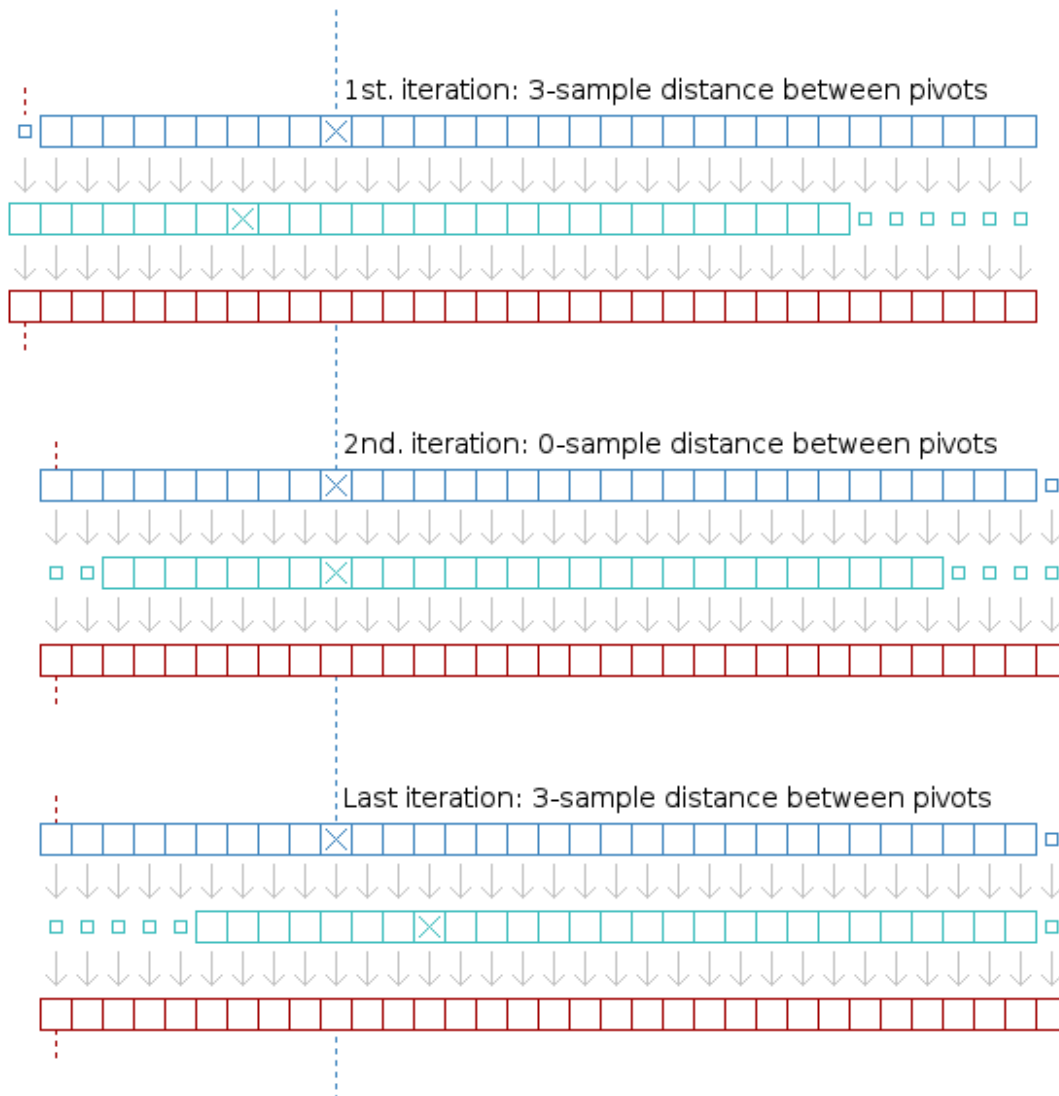 1st. iteration: 3-sample distance between pivots
2nd. iteration: 0-sample distance between pivots
Last iteration: 3-sample distance between pivots